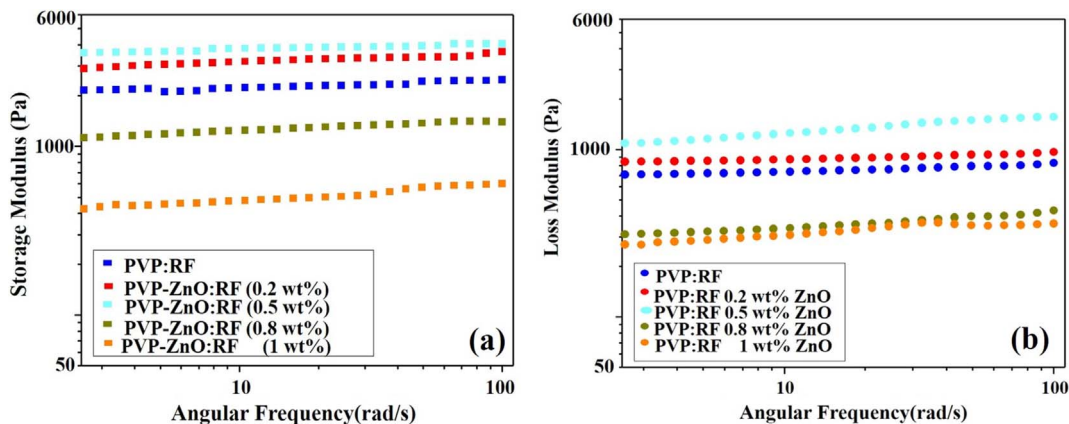 6000
1000
50
10
100
Storage Modulus (Pa)
Angular Frequency(rad/s)
PVP:RF
PVP-ZnO:RF (0.2 wt%)
PVP-ZnO:RF (0.5 wt%)
PVP-ZnO:RF (0.8 wt%)
PVP-ZnO:RF (1 wt%)
(a)
6000
1000
50
10
100
Loss Modulus (Pa)
Angular Frequency(rad/s)
PVP:RF
PVP:RF 0.2 wt% ZnO
PVP:RF 0.5 wt% ZnO
PVP:RF 0.8 wt% ZnO
PVP:RF 1 wt% ZnO
(b)